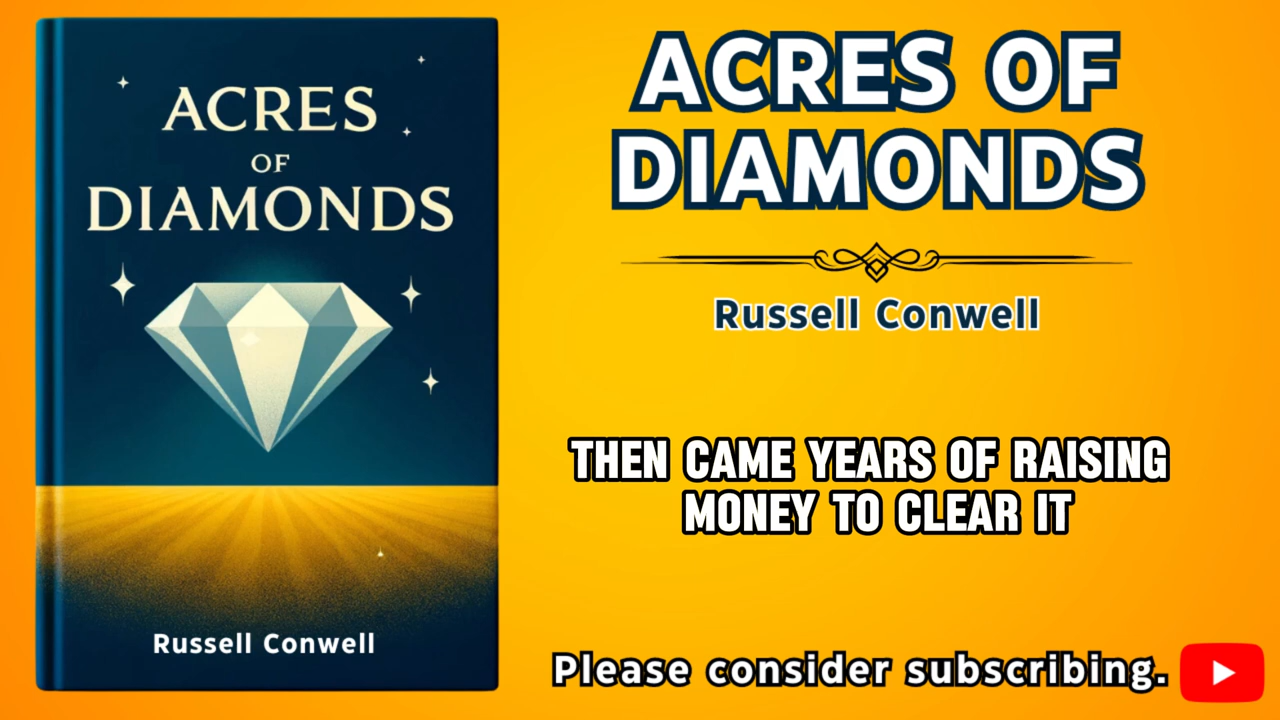 ACRES
OF
DIAMONDS
Russell Conwell
ACRES OF
DIAMONDS
Russell Conwell
THEN CAME YEARS OF RAISING
MONEY TO CLEAR IT
Please consider subscribing.